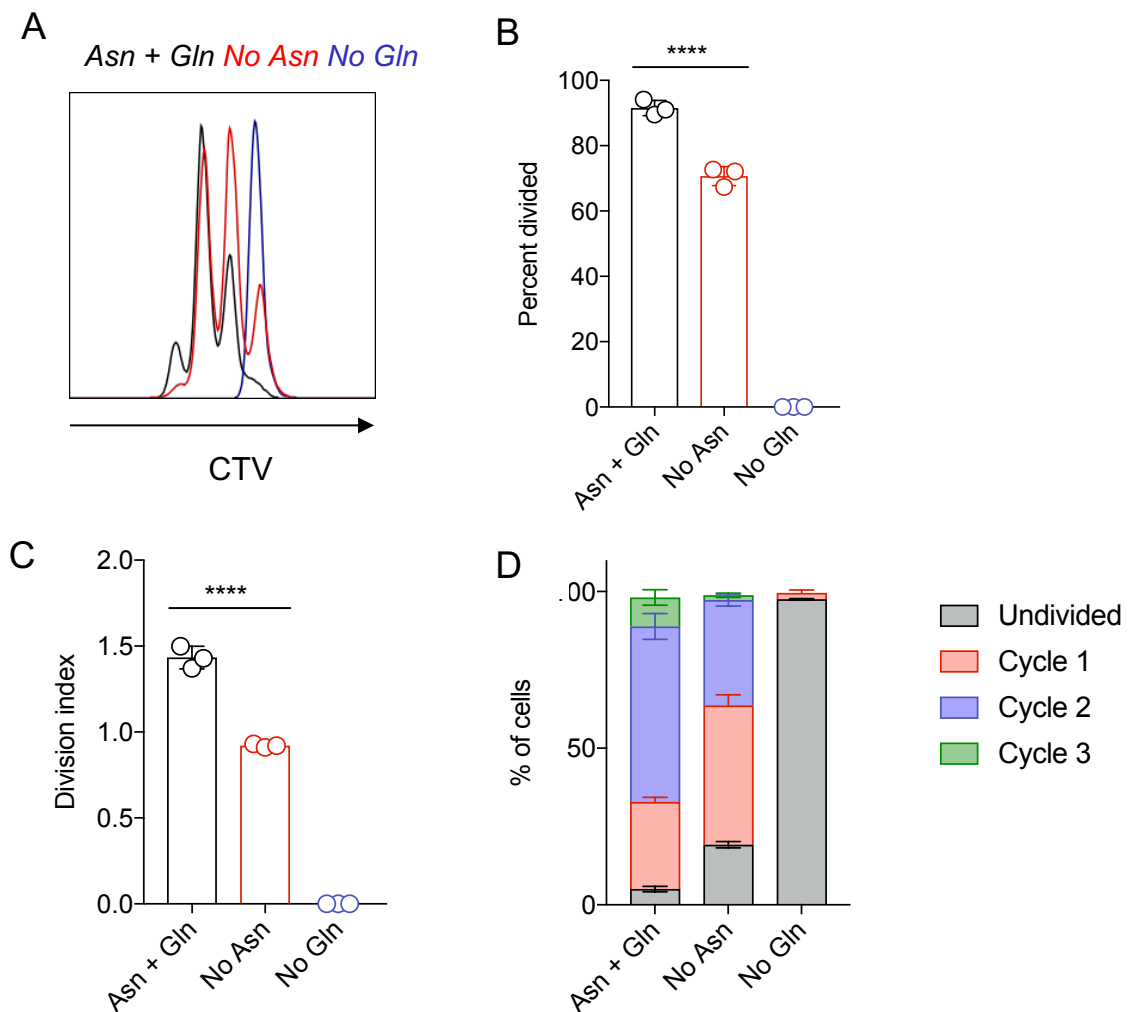 A
Asn + Gln No Asn No Gln
CTV
B
****
Percent divided
100
80
60
40
20
0
Asn + Gln
No Asn
No Gln
C
****
Division index
2.0
1.5
1.0
0.5
0.0
Asn + Gln
No Asn
No Gln
D
% of cells
.00
50
0
Asn + Gln
No Asn
No Gln
Undivided
Cycle 1
Cycle 2
Cycle 3